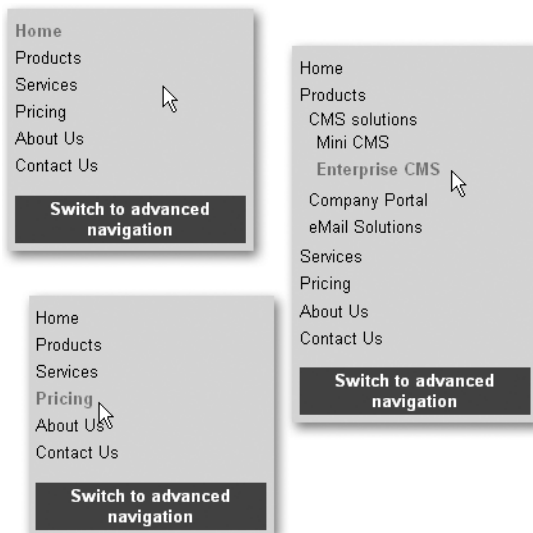 Home
Products
Services
Pricing
About Us
Contact Us
Switch to advanced
navigation
Home
Products
CMS solutions
Mini CMS
Enterprise CMS
Company Portal
eMail Solutions
Services
Pricing
About Us
Contact Us
Switch to advanced
navigation
Home
Products
Services
Pricing
About Us
Contact Us
Switch to advanced
navigation